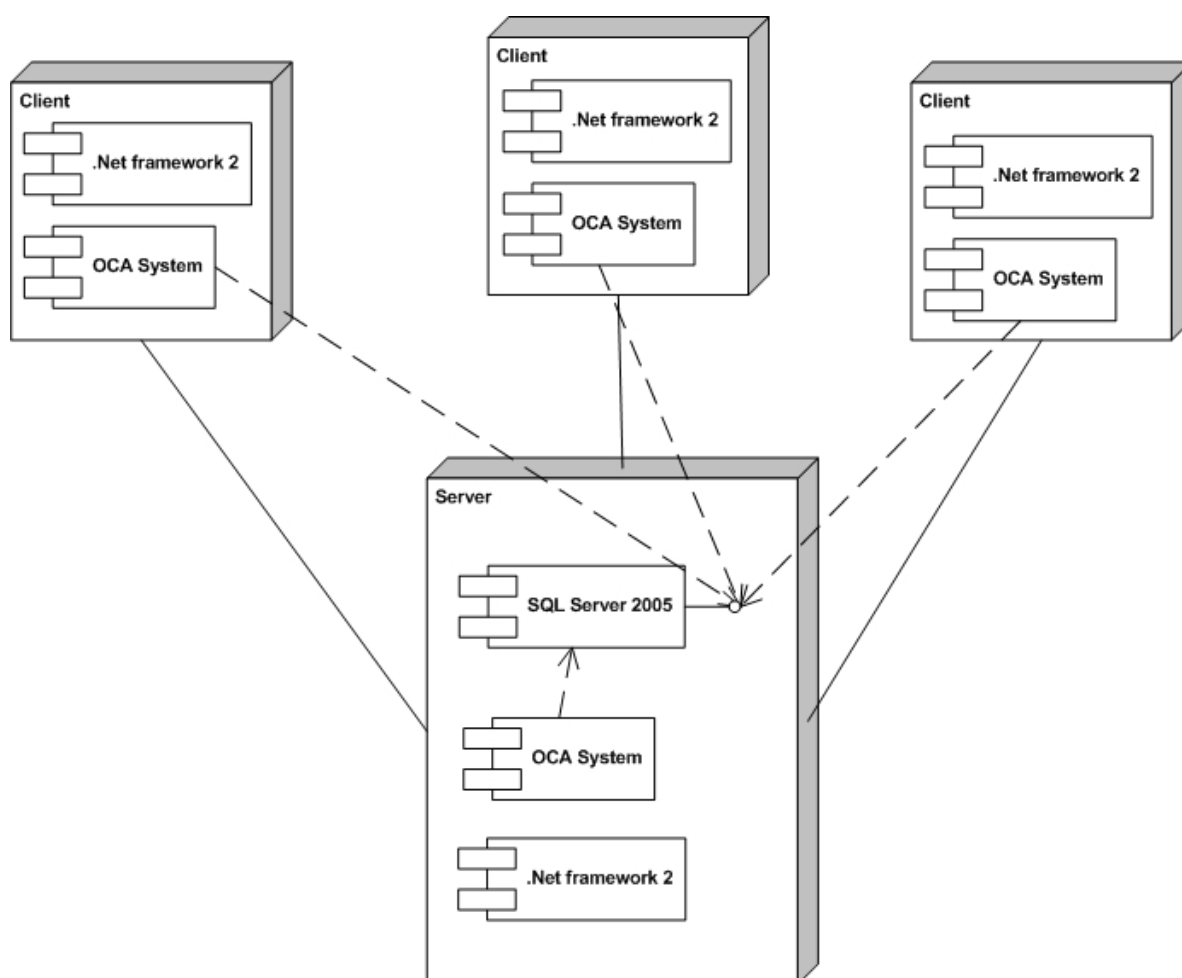 Client
.Net framework 2
OCA System
Client
.Net framework 2
OCA System
Client
.Net framework 2
OCA System
Server
SQL Server 2005
OCA System
.Net framework 2